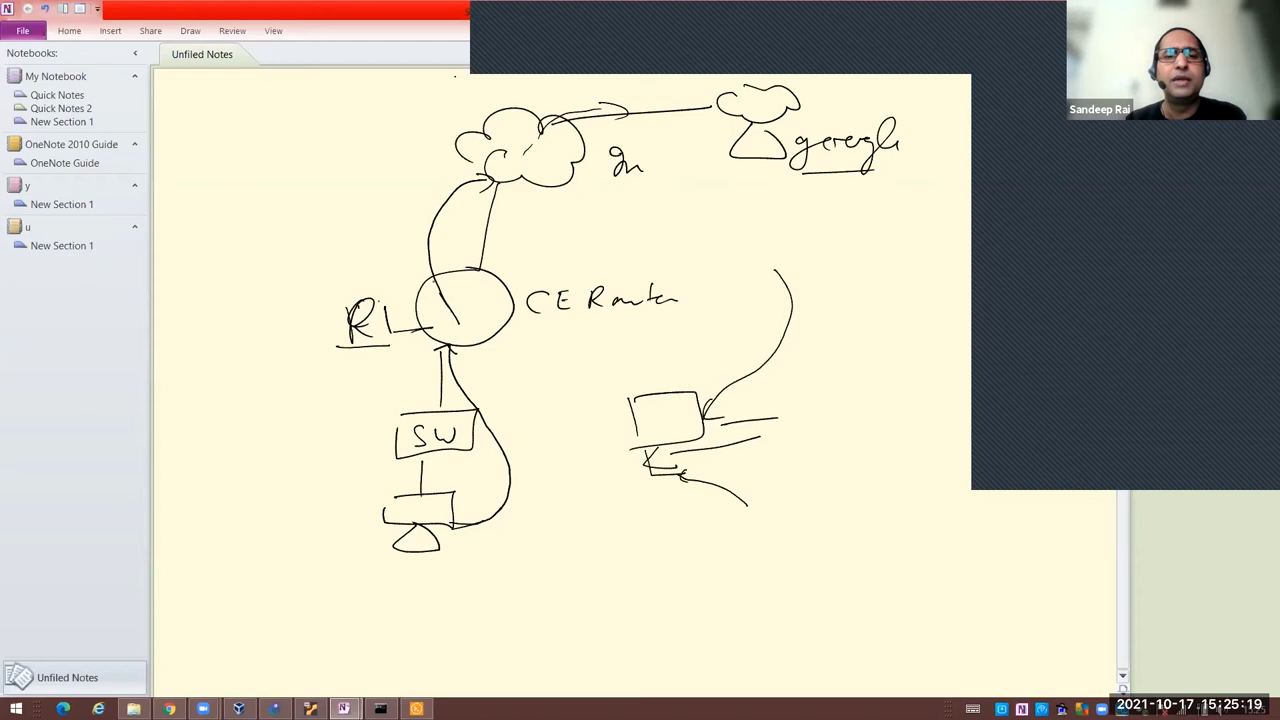 File
Home
Insert
Share
Draw
Review
View
Notebooks:
Unfiled Notes
My Notebook
Quick Notes
Quick Notes 2
New Section 1
OneNote 2010 Guide
OneNote Guide
y
New Section 1
u
New Section 1
Sandeep Rai
R1
CE Router
SW
Unfiled Notes
2021-10-17 15:25:19